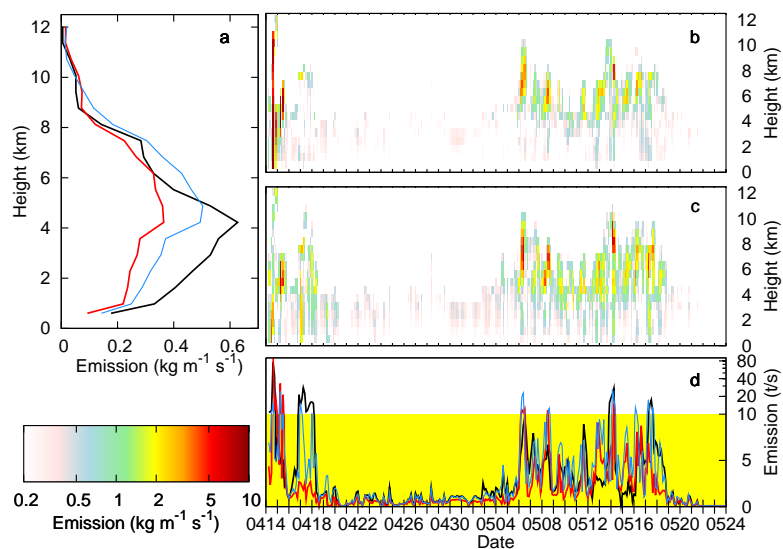 a
12
10
8
6
4
2
0
Height (km)
0 0.2 0.4 0.6
Emission (kg m⁻¹ s⁻¹)
b
12
10
8
6
4
2
0
Height (km)
c
12
10
8
6
4
2
0
Height (km)
d
80
40
20
10
5
0
Emission (t/s)
0414 0418 0422 0426 0430 0504 0508 0512 0516 0520 0524
Date
0.2 0.5 1 2 5 10
Emission (kg m⁻¹ s⁻¹)